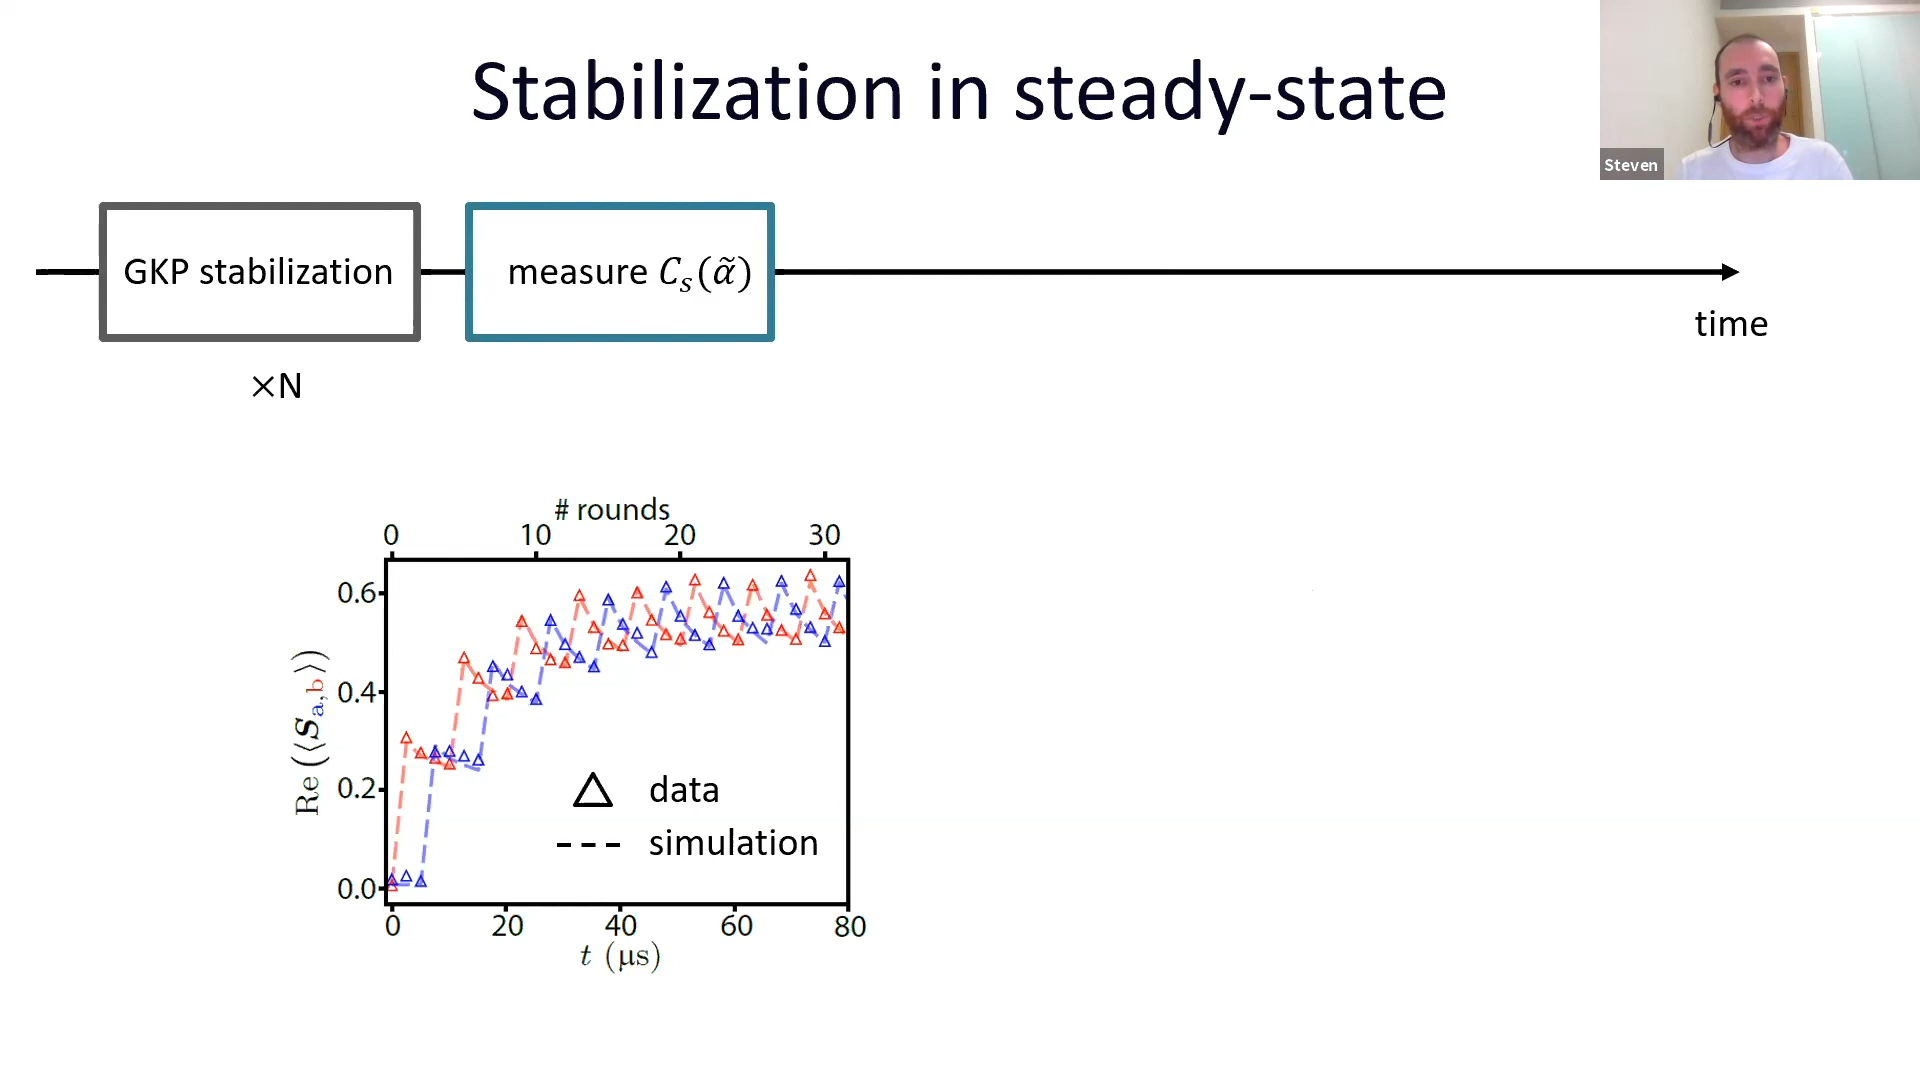 Stabilization in steady-state
Steven
GKP stabilization
measure Cₛ(α̃)
time
×N
# rounds
0 10 20 30
0.6
0.4
0.2
0.0
Re(⟨S_a,b⟩)
data
simulation
0 20 40 60 80
t (μs)